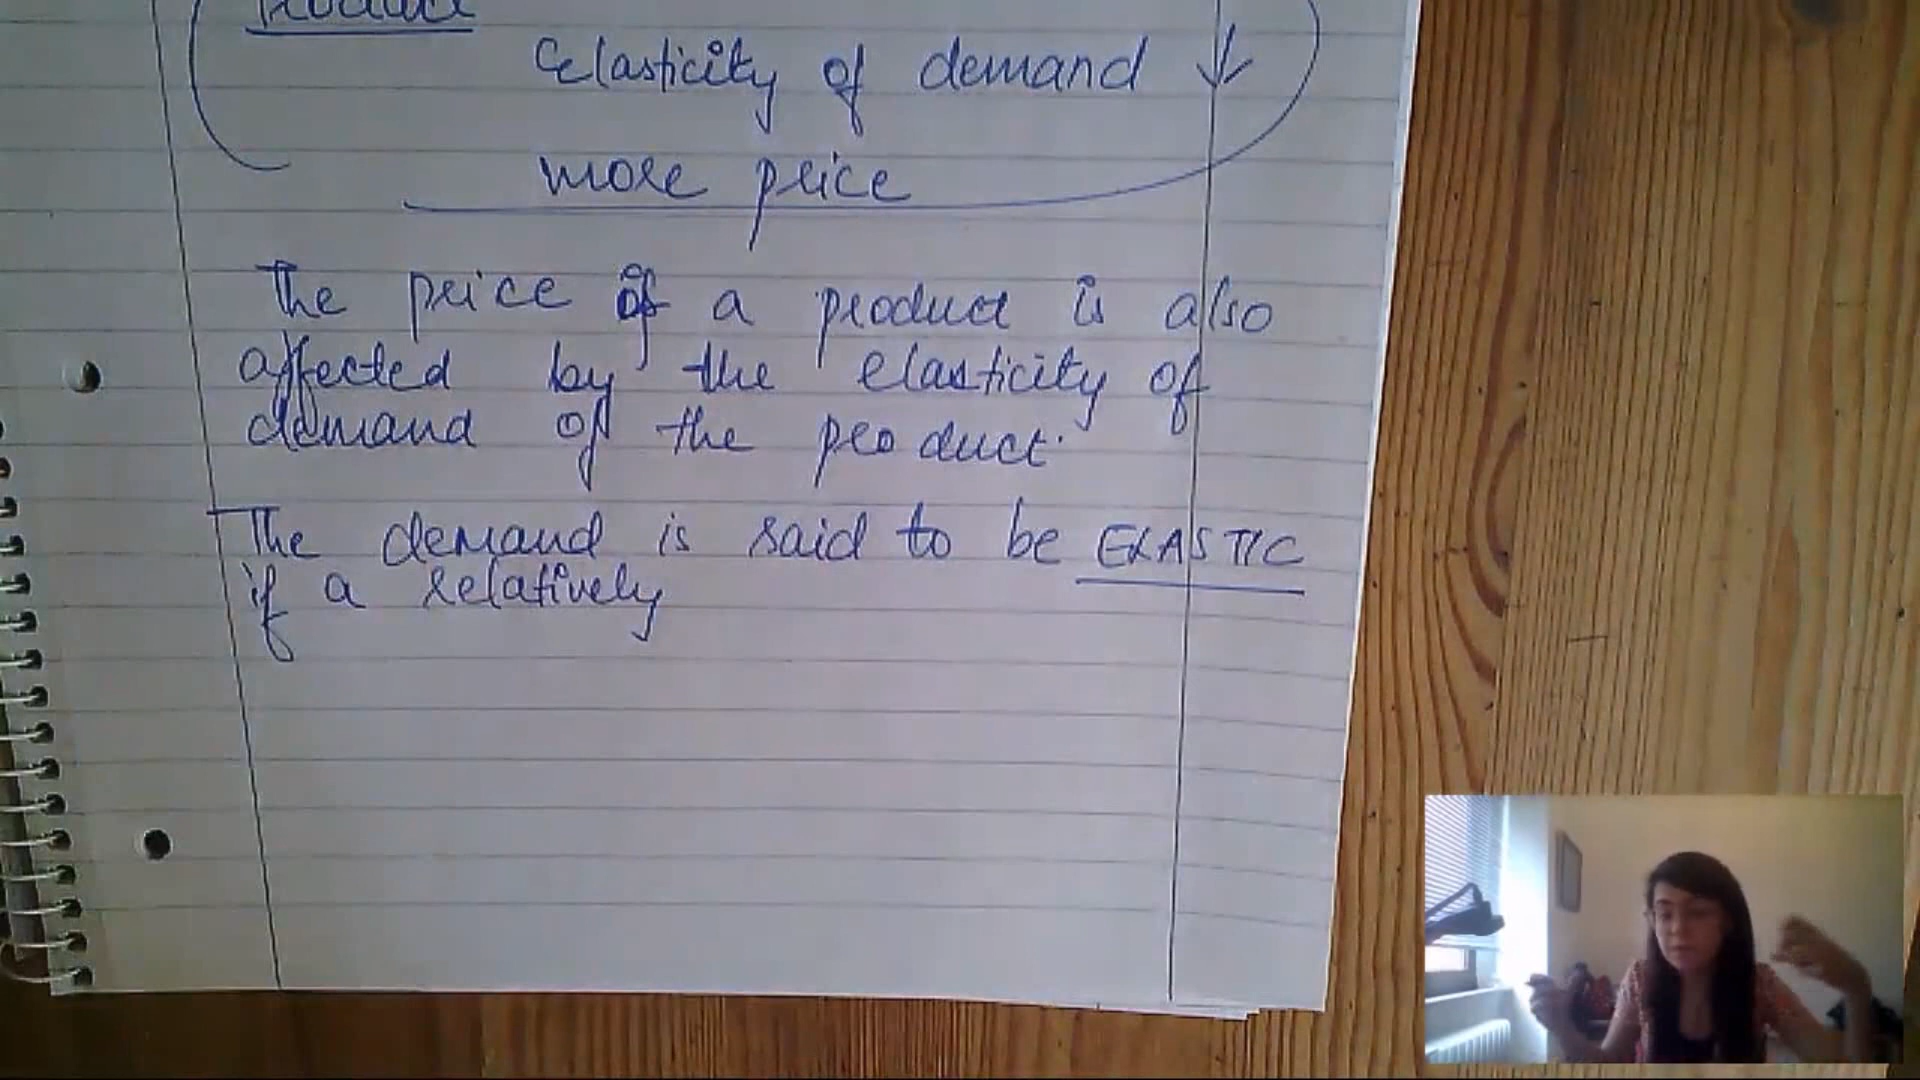 Product
Elasticity of demand ↓
more price
The price of a product is also
affected by the elasticity of
demand of the product.
The demand is said to be ELASTIC
if a relatively